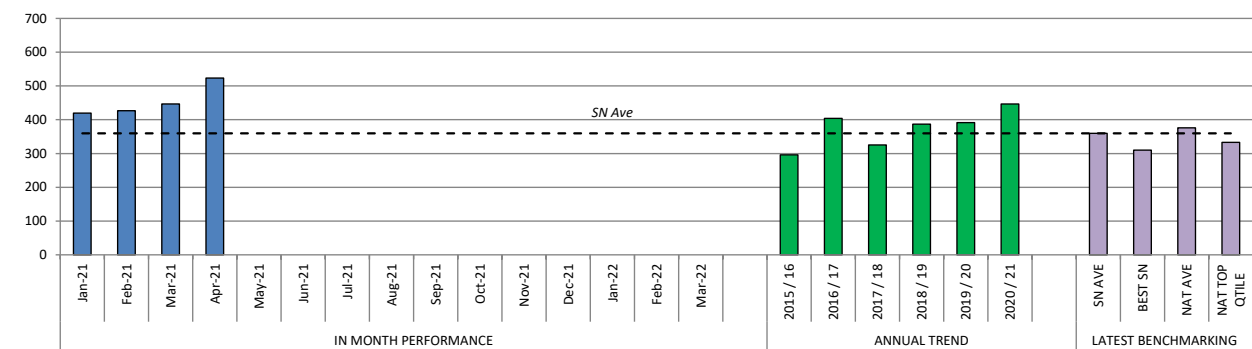 700
600
500
400
300
200
100
0
SN Ave
Jan-21
Feb-21
Mar-21
Apr-21
May-21
Jun-21
Jul-21
Aug-21
Sep-21
Oct-21
Nov-21
Dec-21
Jan-22
Feb-22
Mar-22
2015 / 16
2016 / 17
2017 / 18
2018 / 19
2019 / 20
2020 / 21
SN AVE
BEST SN
NAT AVE
NAT TOP
QTILE
IN MONTH PERFORMANCE
ANNUAL TREND
LATEST BENCHMARKING